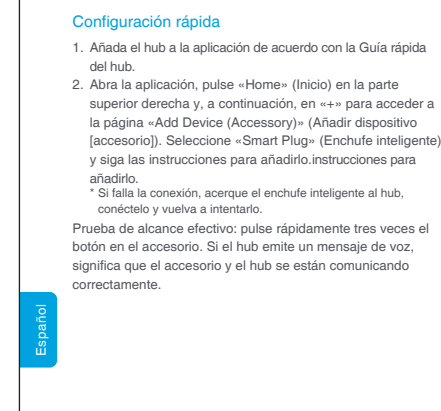 Configuración rápida
1. Añada el hub a la aplicación de acuerdo con la Guía rápida
del hub.
2. Abra la aplicación, pulse «Home» (Inicio) en la parte
superior derecha y, a continuación, en «+» para acceder a
la página «Add Device (Accessory)» (Añadir dispositivo
[accesorio]). Seleccione «Smart Plug» (Enchufe inteligente)
y siga las instrucciones para añadirlo.instrucciones para
añadirlo.
* Si falla la conexión, acerque el enchufe inteligente al hub,
conéctelo y vuelva a intentarlo.
Prueba de alcance efectivo: pulse rápidamente tres veces el
botón en el accesorio. Si el hub emite un mensaje de voz,
significa que el accesorio y el hub se están comunicando
correctamente.
Español